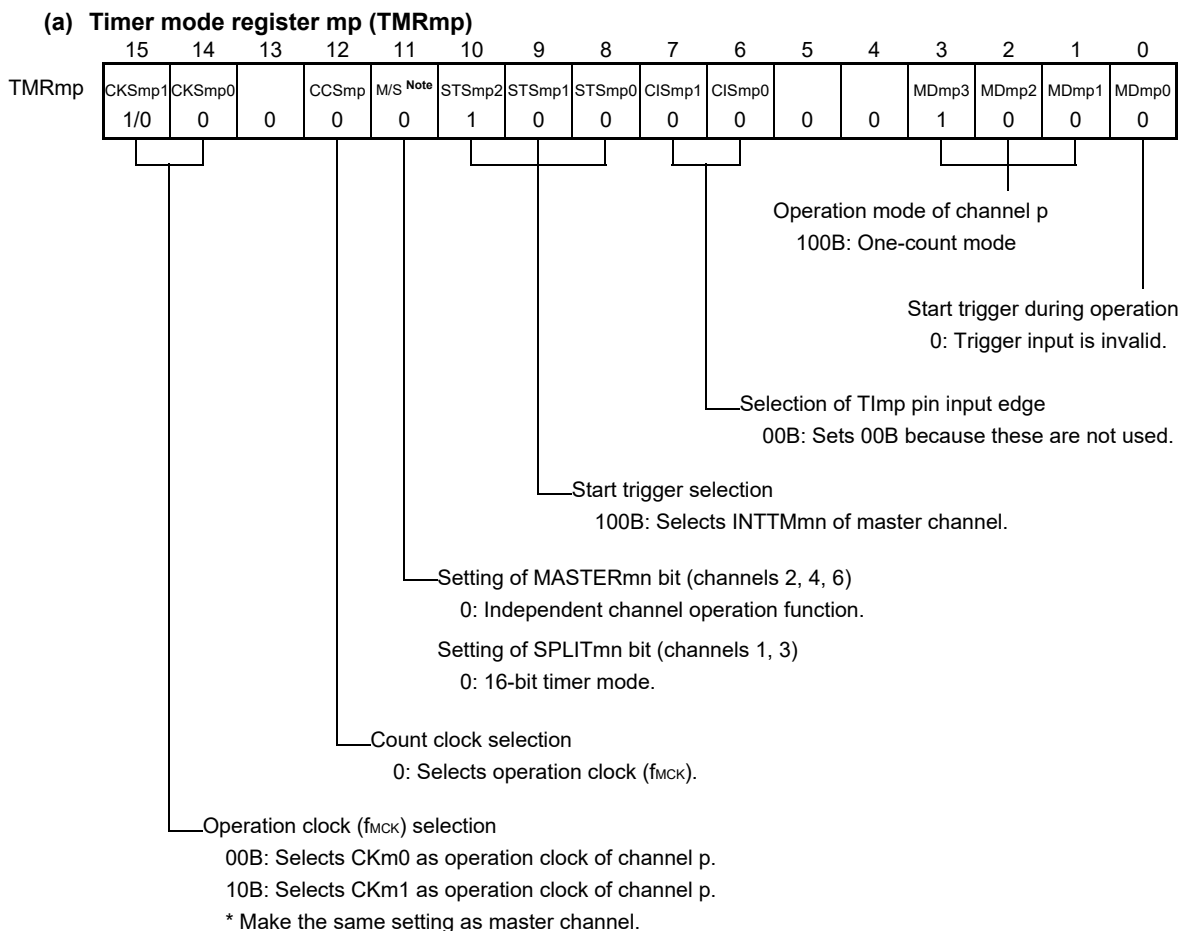 (a) Timer mode register mp (TMRmp)
15 14 13 12 11 10 9 8 7 6 5 4 3 2 1 0
TMRmp CKSmp1 CKSmp0 CCSmp M/S Note STSmp2 STSmp1 STSmp0 CISmp1 CISmp0 MDmp3 MDmp2 MDmp1 MDmp0
1/0 0 0 0 0 1 0 0 0 0 0 0 1 0 0 0
Operation mode of channel p
100B: One-count mode
Start trigger during operation
0: Trigger input is invalid.
Selection of TImp pin input edge
00B: Sets 00B because these are not used.
Start trigger selection
100B: Selects INTTMmn of master channel.
Setting of MASTERmn bit (channels 2, 4, 6)
0: Independent channel operation function.
Setting of SPLITmn bit (channels 1, 3)
0: 16-bit timer mode.
Count clock selection
0: Selects operation clock (fMCK).
Operation clock (fMCK) selection
00B: Selects CKm0 as operation clock of channel p.
10B: Selects CKm1 as operation clock of channel p.
* Make the same setting as master channel.